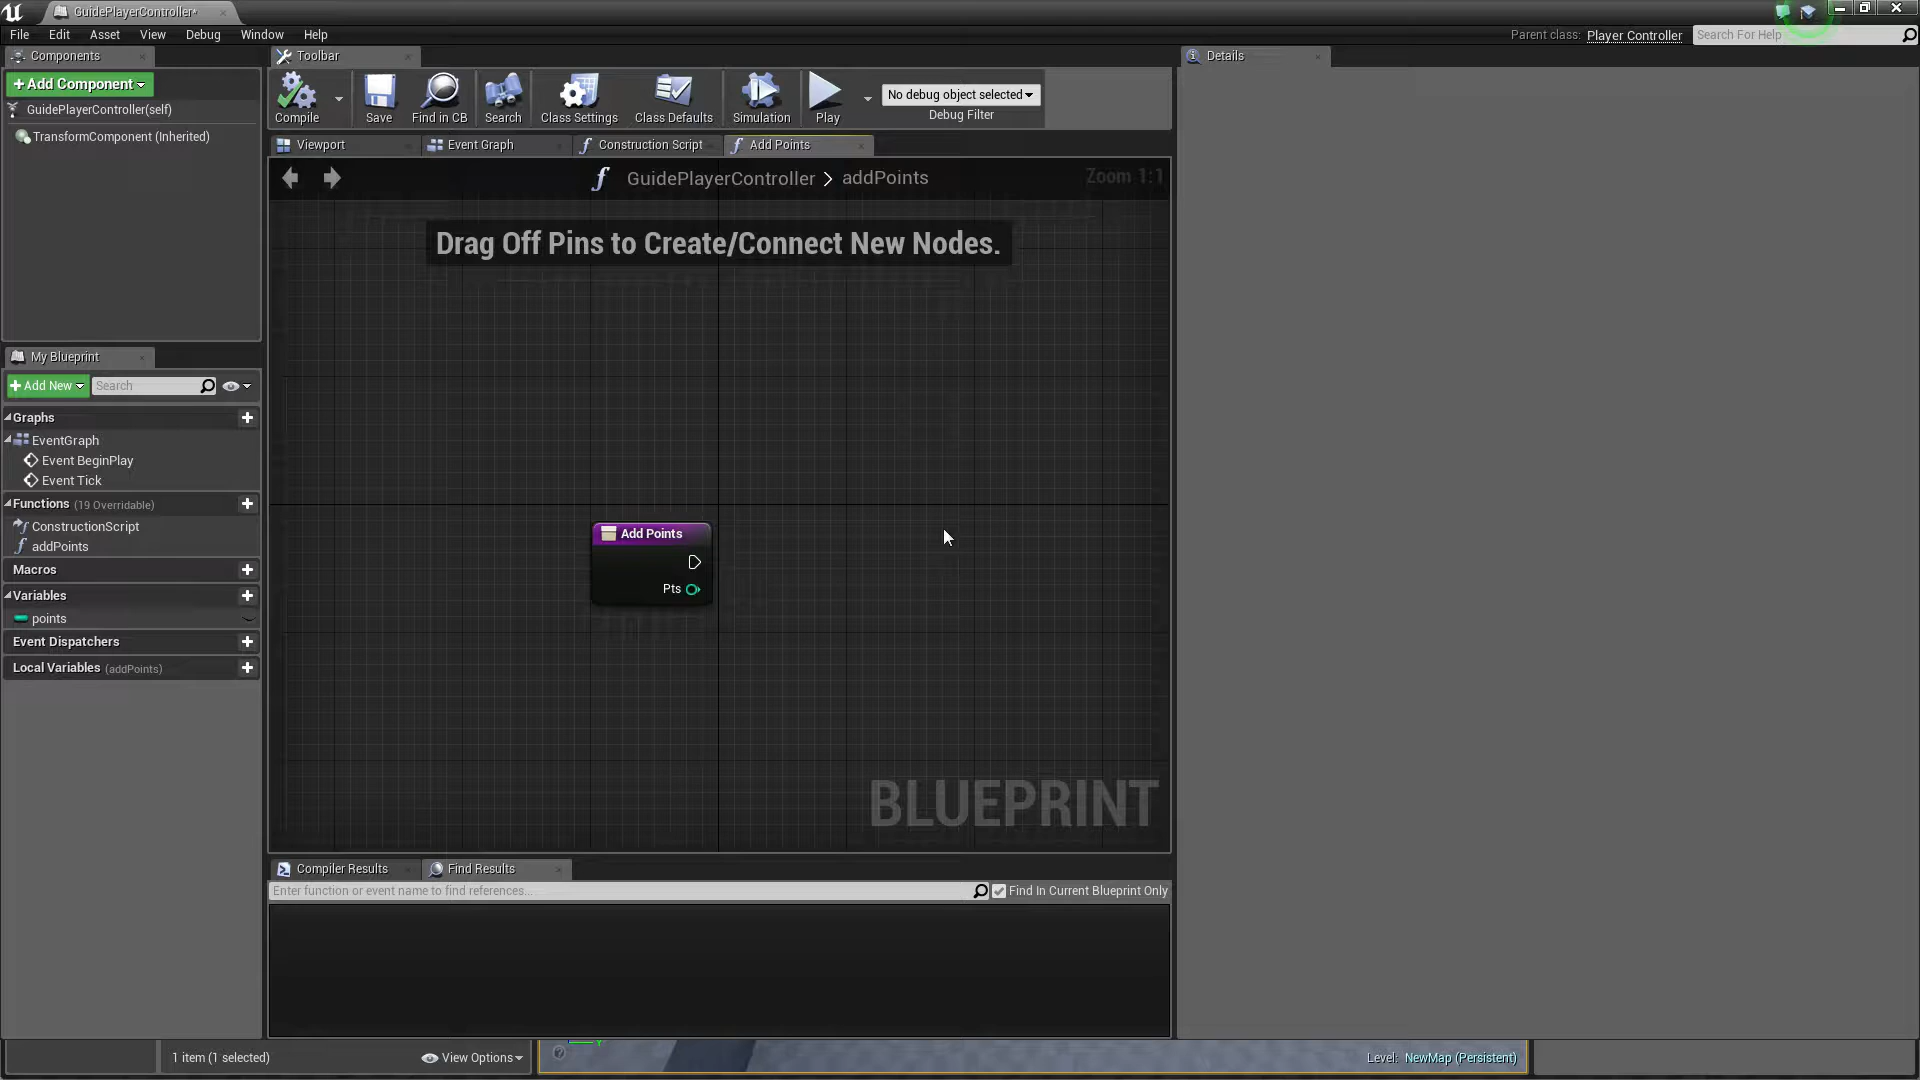 GuidePlayerController*
File Edit Asset View Debug Window Help
Parent class: Player Controller
Search For Help
Components
Toolbar
Details
+ Add Component
GuidePlayerController(self)
TransformComponent (Inherited)
Compile
Save
Find in CB
Search
Class Settings
Class Defaults
Simulation
Play
No debug object selected
Debug Filter
Viewport
Event Graph
Construction Script
Add Points
GuidePlayerController > addPoints
Zoom 1:1
Drag Off Pins to Create/Connect New Nodes.
My Blueprint
+ Add New
Search
Graphs
EventGraph
Event BeginPlay
Event Tick
Functions (19 Overridable)
ConstructionScript
addPoints
Macros
Variables
points
Event Dispatchers
Local Variables (addPoints)
Add Points
Pts
BLUEPRINT
Compiler Results
Find Results
Enter function or event name to find references...
Find In Current Blueprint Only
1 item (1 selected)
View Options
Y
Level: NewMap (Persistent)